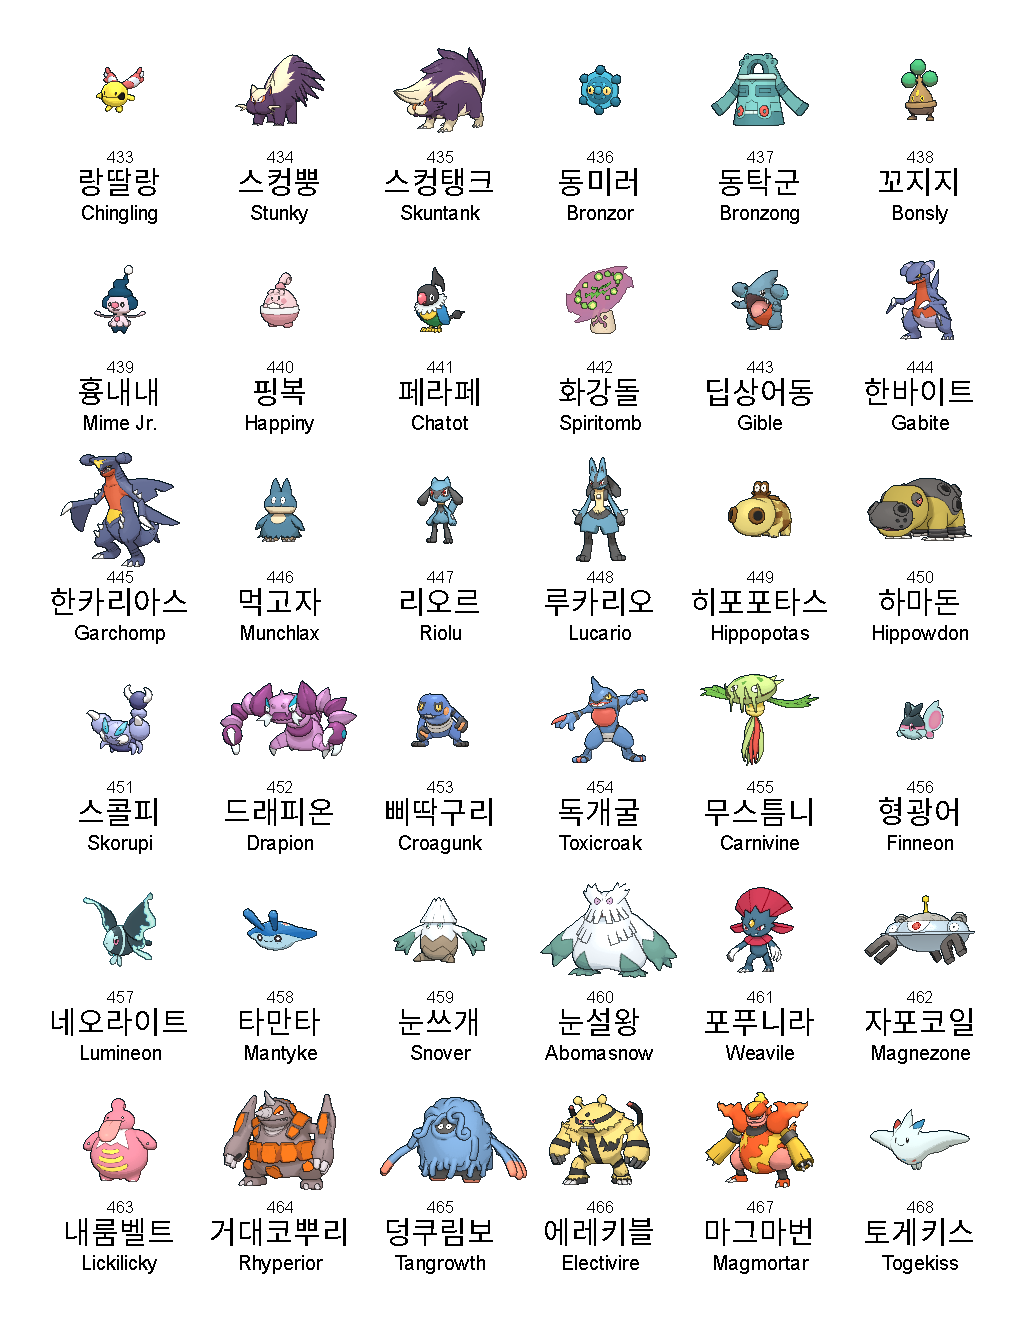 433 434 435 436 437 438
랑딸랑 스컹뿡 스컹탱크 동미러 동탁군 꼬지지
Chingling Stunky Skuntank Bronzor Bronzong Bonsly
439 440 441 442 443 444
흉내내 핑복 페라페 화강돌 딥상어동 한바이트
Mime Jr. Happiny Chatot Spiritomb Gible Gabite
445 446 447 448 449 450
한카리아스 먹고자 리오르 루카리오 히포포타스 하마돈
Garchomp Munchlax Riolu Lucario Hippopotas Hippowdon
451 452 453 454 455 456
스콜피 드래피온 삐딱구리 독개굴 무스틈니 형광어
Skorupi Drapion Croagunk Toxicroak Carnivine Finneon
457 458 459 460 461 462
네오라이트 타만타 눈쓰개 눈설왕 포푸니라 자포코일
Lumineon Mantyke Snover Abomasnow Weavile Magnezone
463 464 465 466 467 468
내룸벨트 거대코뿌리 덩쿠림보 에레키블 마그마번 토게키스
Lickilicky Rhyperior Tangrowth Electivire Magmortar Togekiss